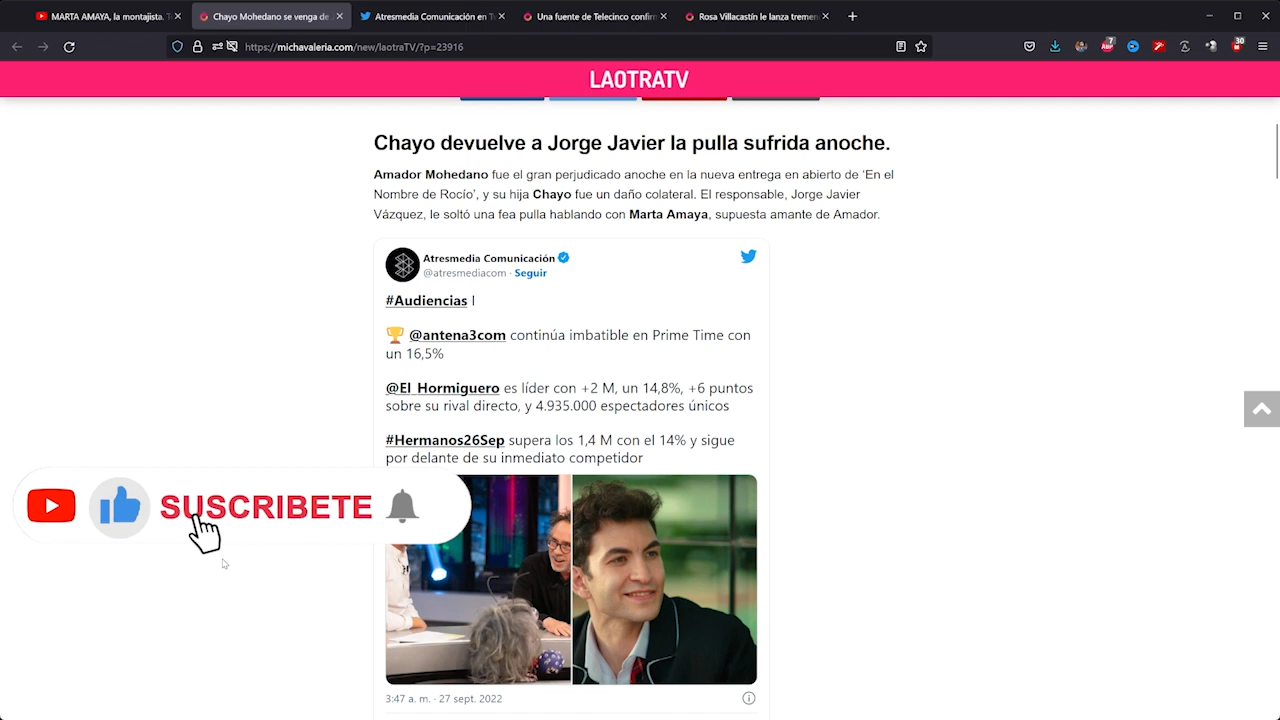 MARTA AMAYA, la montajista. T
Chayo Mohedano se venga de
Atresmedia Comunicación en T
Una fuente de Telecinco confirm
Rosa Villacastín le lanza tremen
https://michavaleria.com/new/laotraTV/?p=23916
7
30
LAOTRATV
Chayo devuelve a Jorge Javier la pulla sufrida anoche.
Amador Mohedano fue el gran perjudicado anoche en la nueva entrega en abierto de ‘En el
Nombre de Rocío’, y su hija Chayo fue un daño colateral. El responsable, Jorge Javier
Vázquez, le soltó una fea pulla hablando con Marta Amaya, supuesta amante de Amador.
Atresmedia Comunicación
@atresmediacom · Seguir
#Audiencias |
@antena3com continúa imbatible en Prime Time con
un 16,5%
@El_Hormiguero es líder con +2 M, un 14,8%, +6 puntos
sobre su rival directo, y 4.935.000 espectadores únicos
#Hermanos26Sep supera los 1,4 M con el 14% y sigue
por delante de su inmediato competidor
SUSCRIBETE
3:47 a. m. · 27 sept. 2022